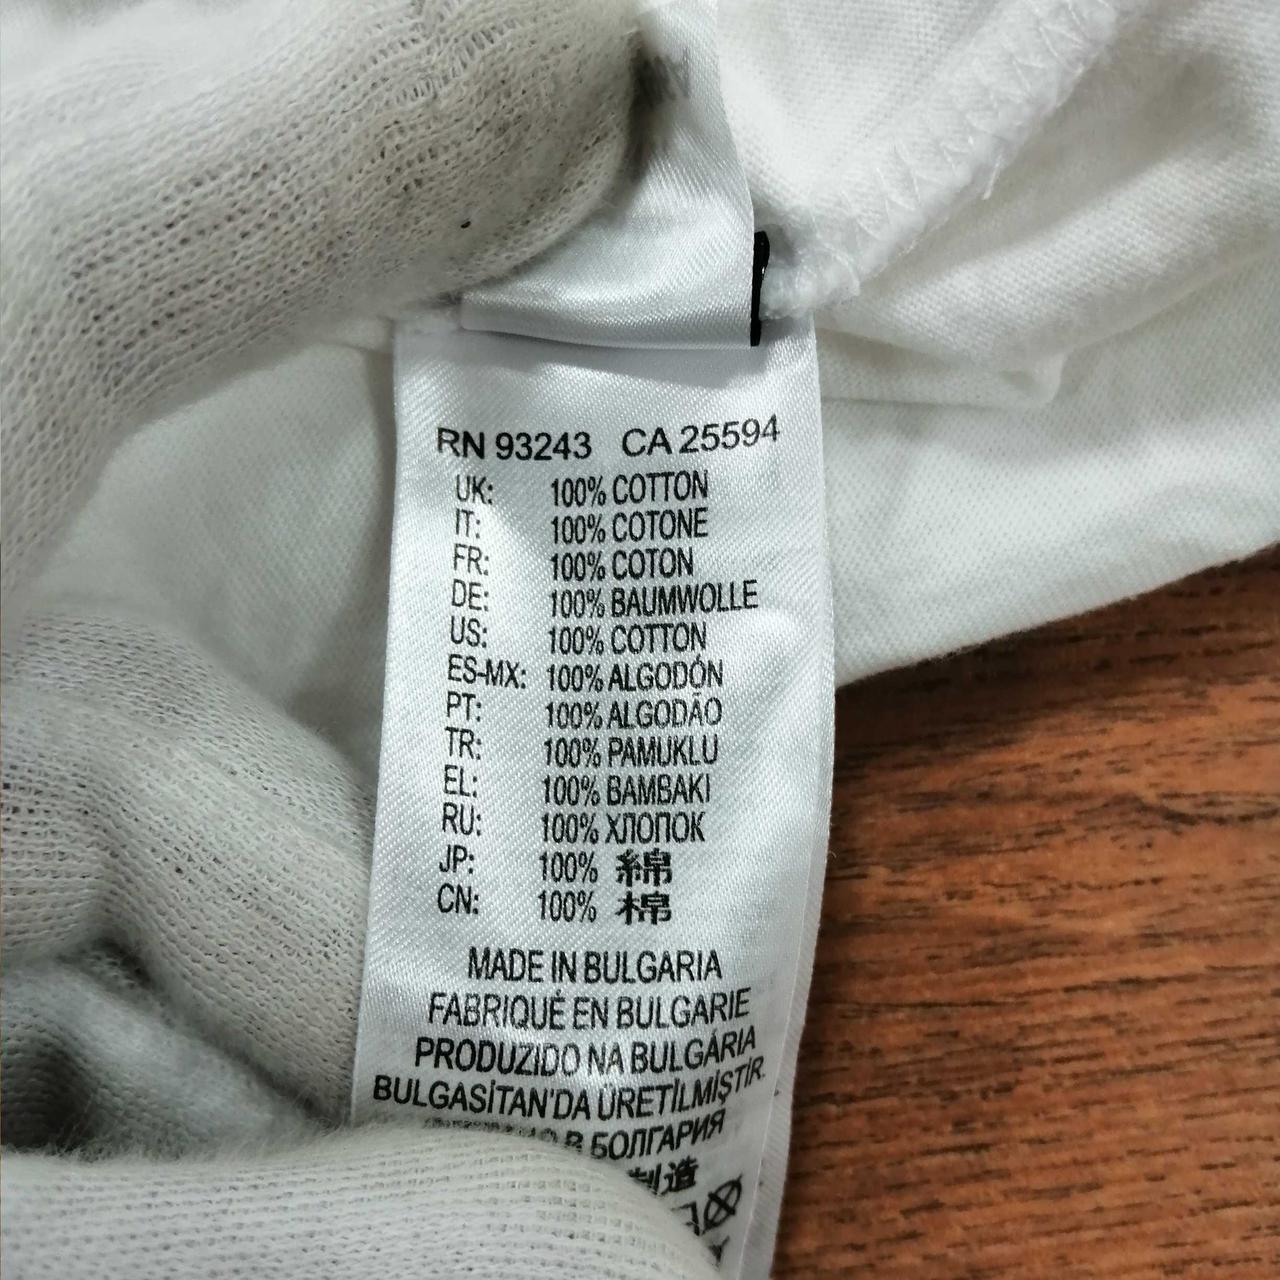 RN 93243 CA 25594
UK: 100% COTTON
IT: 100% COTONE
FR: 100% COTON
DE: 100% BAUMWOLLE
US: 100% COTTON
ES-MX: 100% ALGODÓN
PT: 100% ALGODÃO
TR: 100% PAMUKLU
EL: 100% BAMBAKI
RU: 100% ХЛОПОК
JP: 100% 綿
CN: 100% 棉
MADE IN BULGARIA
FABRIQUÉ EN BULGARIE
PRODUZIDO NA BULGÁRIA
BULGASİTAN'DA ÜRETİLMİŞTİR.
В БОЛГАРИЯ
制造